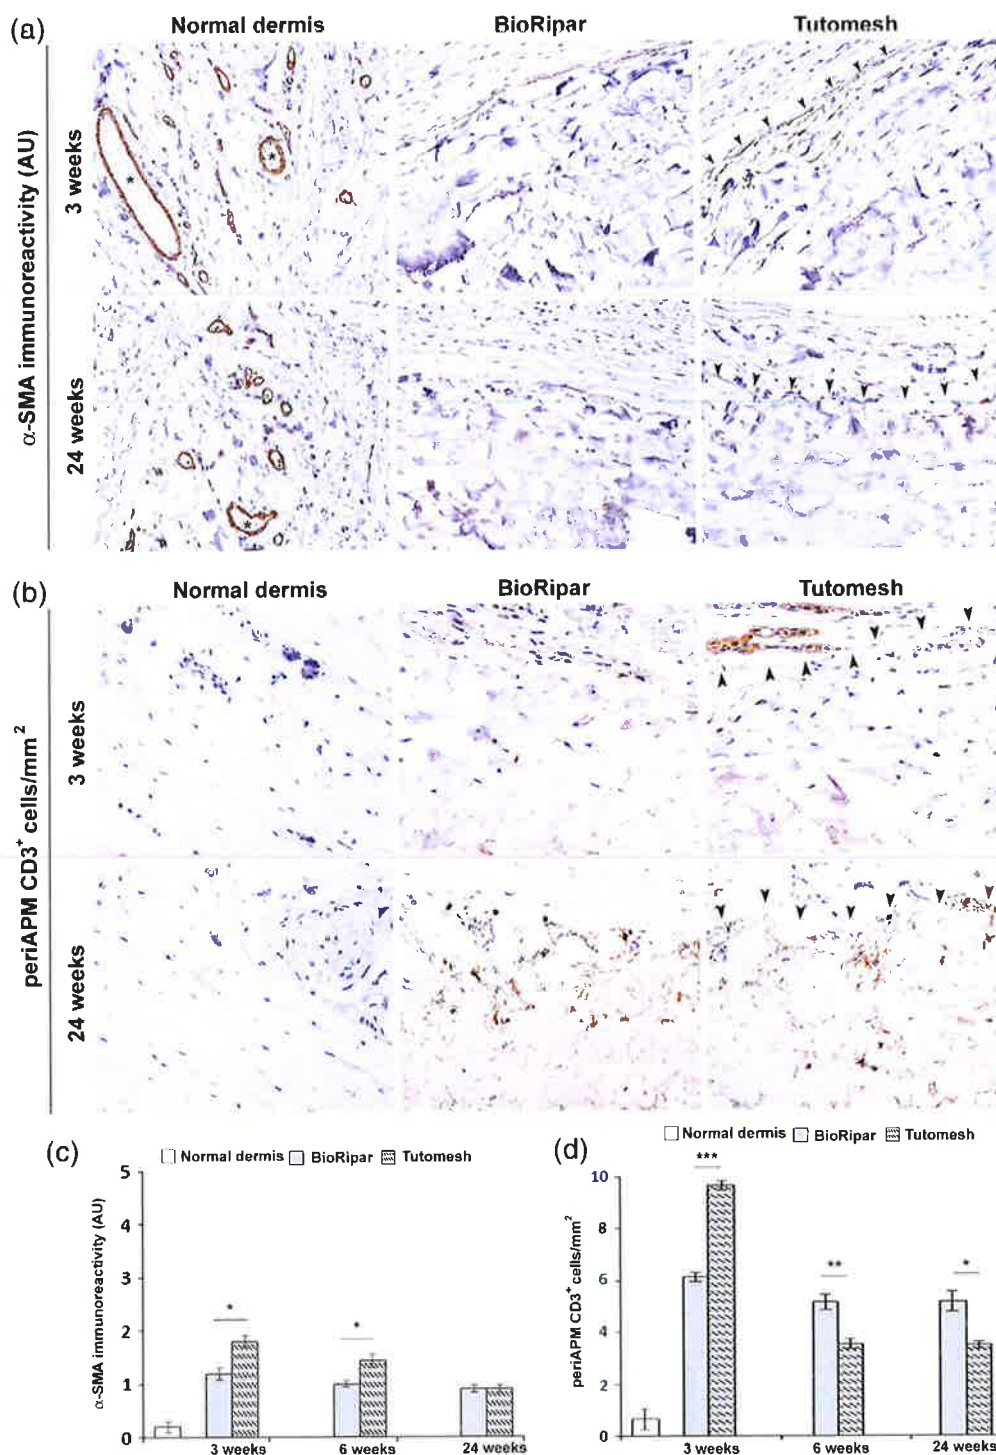 (a)
Normal dermis
BioRipar
Tutomesh
α-SMA immunoreactivity (AU)
3 weeks
24 weeks
*
*
*
(b)
Normal dermis
BioRipar
Tutomesh
periAPM CD3⁺ cells/mm²
3 weeks
24 weeks
(c)
Normal dermis BioRipar Tutomesh
α-SMA immunoreactivity (AU)
5
4
3
2
1
0
*
*
3 weeks 6 weeks 24 weeks
(d)
Normal dermis BioRipar Tutomesh
periAPM CD3⁺ cells/mm²
10
8
6
4
2
0
***
**
*
3 weeks 6 weeks 24 weeks